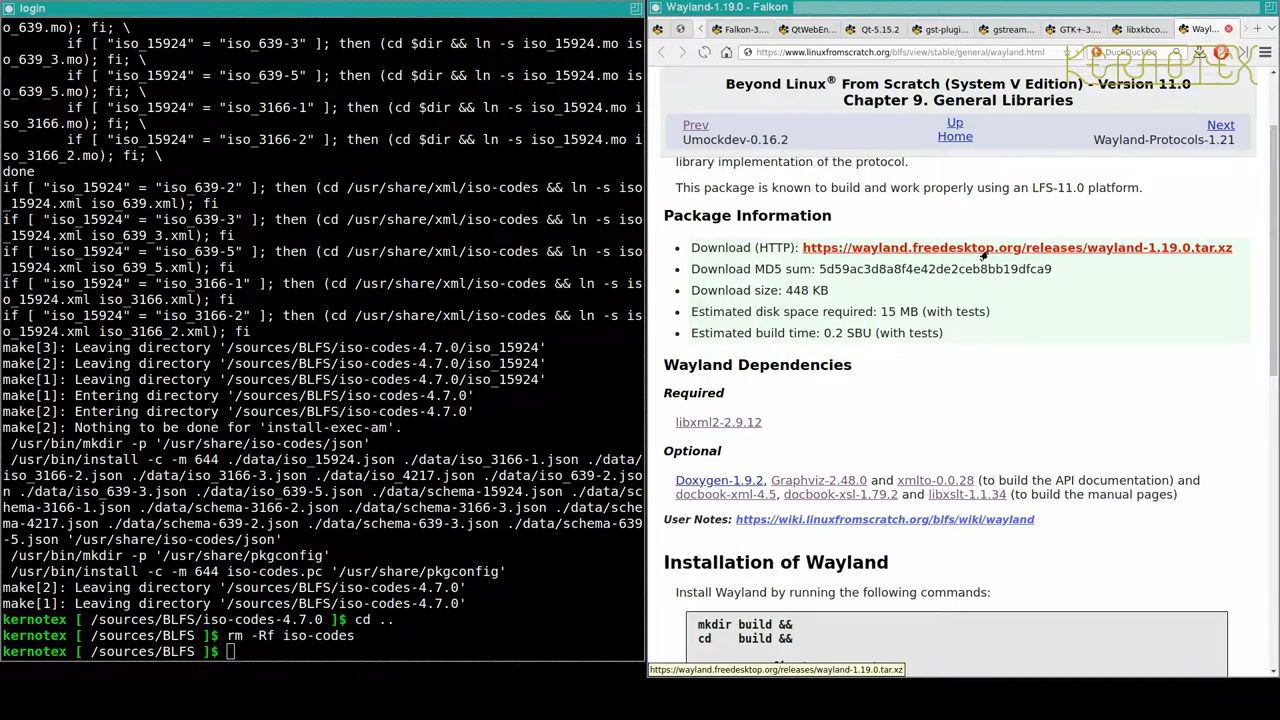 login
o_639.mo); fi; \
if [ "iso_15924" = "iso_639-3" ]; then (cd $dir && ln -s iso_15924.mo is
o_639_3.mo); fi; \
if [ "iso_15924" = "iso_639-5" ]; then (cd $dir && ln -s iso_15924.mo is
o_639_5.mo); fi; \
if [ "iso_15924" = "iso_3166-1" ]; then (cd $dir && ln -s iso_15924.mo i
so_3166.mo); fi; \
if [ "iso_15924" = "iso_3166-2" ]; then (cd $dir && ln -s iso_15924.mo i
so_3166_2.mo); fi; \
done
if [ "iso_15924" = "iso_639-2" ]; then (cd /usr/share/xml/iso-codes && ln -s iso
_15924.xml iso_639.xml); fi
if [ "iso_15924" = "iso_639-3" ]; then (cd /usr/share/xml/iso-codes && ln -s iso
_15924.xml iso_639_3.xml); fi
if [ "iso_15924" = "iso_639-5" ]; then (cd /usr/share/xml/iso-codes && ln -s iso
_15924.xml iso_639_5.xml); fi
if [ "iso_15924" = "iso_3166-1" ]; then (cd /usr/share/xml/iso-codes && ln -s is
o_15924.xml iso_3166.xml); fi
if [ "iso_15924" = "iso_3166-2" ]; then (cd /usr/share/xml/iso-codes && ln -s is
o_15924.xml iso_3166_2.xml); fi
make[3]: Leaving directory '/sources/BLFS/iso-codes-4.7.0/iso_15924'
make[2]: Leaving directory '/sources/BLFS/iso-codes-4.7.0/iso_15924'
make[1]: Leaving directory '/sources/BLFS/iso-codes-4.7.0/iso_15924'
make[1]: Entering directory '/sources/BLFS/iso-codes-4.7.0'
make[2]: Entering directory '/sources/BLFS/iso-codes-4.7.0'
make[2]: Nothing to be done for 'install-exec-am'.
/usr/bin/mkdir -p '/usr/share/iso-codes/json'
/usr/bin/install -c -m 644 ./data/iso_15924.json ./data/iso_3166-1.json ./data/
iso_3166-2.json ./data/iso_3166-3.json ./data/iso_4217.json ./data/iso_639-2.jso
n ./data/iso_639-3.json ./data/iso_639-5.json ./data/schema-15924.json ./data/sc
hema-3166-1.json ./data/schema-3166-2.json ./data/schema-3166-3.json ./data/schema
-4217.json ./data/schema-639-2.json ./data/schema-639-3.json ./data/schema-639
-5.json '/usr/share/iso-codes/json'
/usr/bin/mkdir -p '/usr/share/pkgconfig'
/usr/bin/install -c -m 644 iso-codes.pc '/usr/share/pkgconfig'
make[2]: Leaving directory '/sources/BLFS/iso-codes-4.7.0'
make[1]: Leaving directory '/sources/BLFS/iso-codes-4.7.0'
kernotex [ /sources/BLFS/iso-codes-4.7.0 ]$ cd ..
kernotex [ /sources/BLFS ]$ rm -Rf iso-codes
kernotex [ /sources/BLFS ]$
Wayland-1.19.0 - Falkon
Falkon-3.... QtWebEn... Qt-5.15.2 gst-plugi... gstream... GTK+-3.... libxkbco... Wayl...
https://www.linuxfromscratch.org/blfs/view/stable/general/wayland.html DuckDuckGo
KERNOTEX
Beyond Linux® From Scratch (System V Edition) - Version 11.0
Chapter 9. General Libraries
Prev Up Next
Umockdev-0.16.2 Home Wayland-Protocols-1.21
library implementation of the protocol.
This package is known to build and work properly using an LFS-11.0 platform.
Package Information
• Download (HTTP): https://wayland.freedesktop.org/releases/wayland-1.19.0.tar.xz
• Download MD5 sum: 5d59ac3d8a8f4e42de2ceb8bb19dfca9
• Download size: 448 KB
• Estimated disk space required: 15 MB (with tests)
• Estimated build time: 0.2 SBU (with tests)
Wayland Dependencies
Required
libxml2-2.9.12
Optional
Doxygen-1.9.2, Graphviz-2.48.0 and xmlto-0.0.28 (to build the API documentation) and
docbook-xml-4.5, docbook-xsl-1.79.2 and libxslt-1.1.34 (to build the manual pages)
User Notes: https://wiki.linuxfromscratch.org/blfs/wiki/wayland
Installation of Wayland
Install Wayland by running the following commands:
mkdir build &&
cd build &&
https://wayland.freedesktop.org/releases/wayland-1.19.0.tar.xz